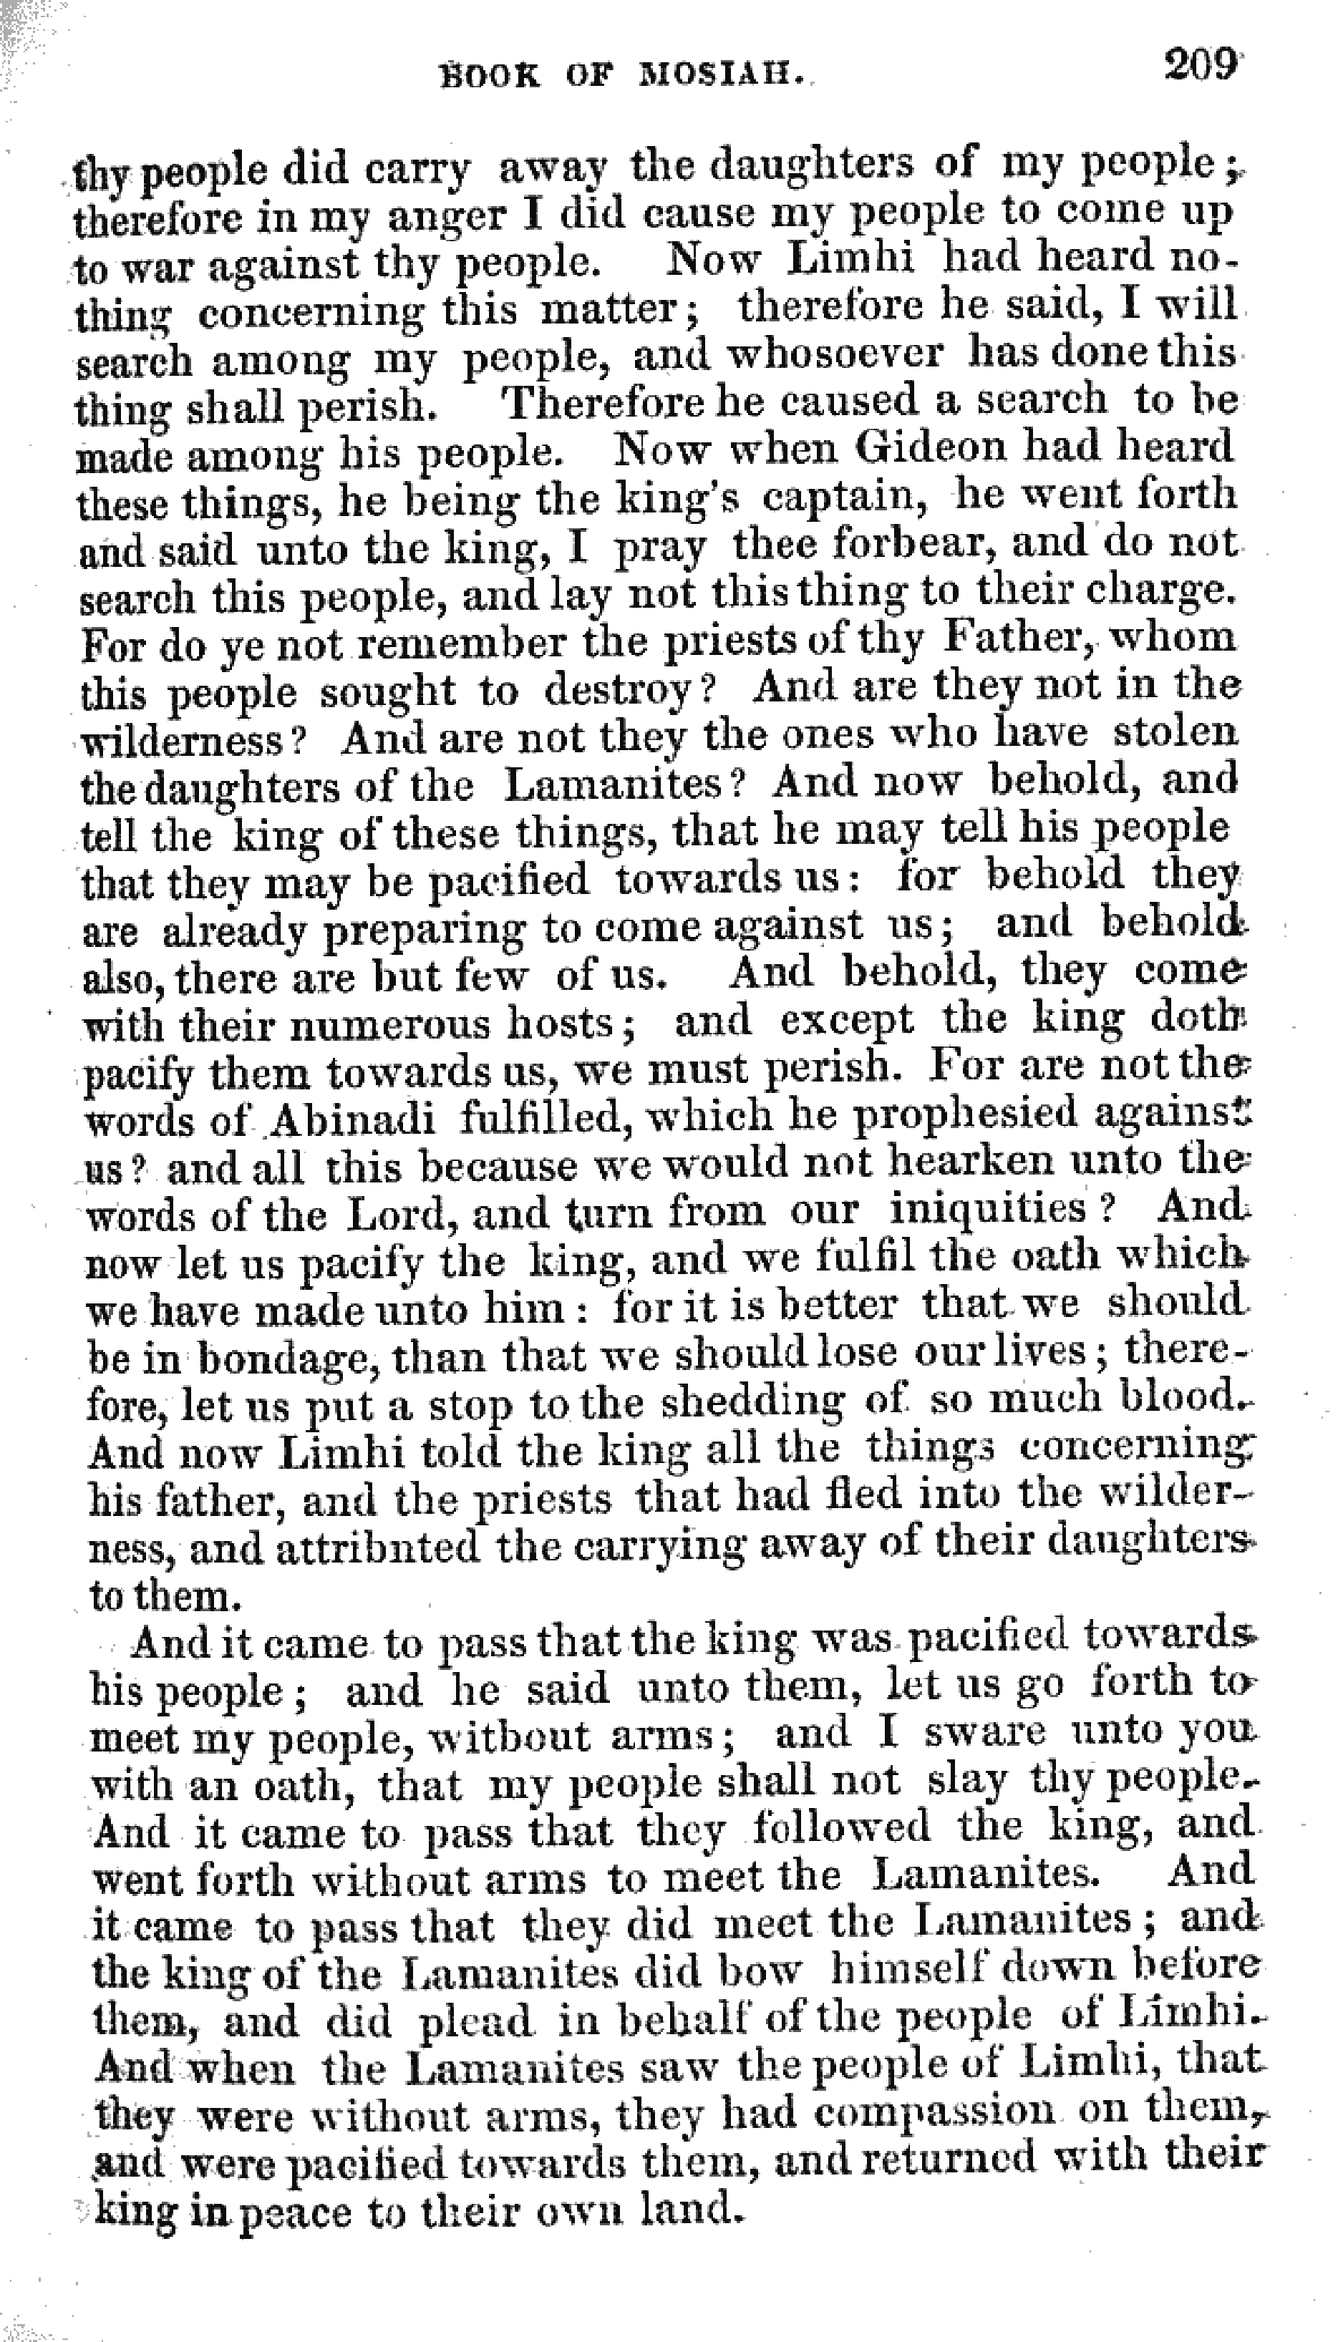 BOOK OF MOSIAH. 209
thy people did carry away the daughters of my people;
therefore in my anger I did cause my people to come up
to war against thy people. Now Limhi had heard no-
thing concerning this matter; therefore he said, I will
search among my people, and whosoever has done this
thing shall perish. Therefore he caused a search to be
made among his people. Now when Gideon had heard
these things, he being the king's captain, he went forth
and said unto the king, I pray thee forbear, and do not
search this people, and lay not this thing to their charge.
For do ye not remember the priests of thy Father, whom
this people sought to destroy? And are they not in the
wilderness? And are not they the ones who have stolen
the daughters of the Lamanites? And now behold, and
tell the king of these things, that he may tell his people
that they may be pacified towards us: for behold they
are already preparing to come against us; and behold
also, there are but few of us. And behold, they come
with their numerous hosts; and except the king doth
pacify them towards us, we must perish. For are not the
words of Abinadi fulfilled, which he prophesied against
us? and all this because we would not hearken unto the
words of the Lord, and turn from our iniquities? And
now let us pacify the king, and we fulfil the oath which
we have made unto him: for it is better that we should
be in bondage, than that we should lose our lives; there-
fore, let us put a stop to the shedding of so much blood.
And now Limhi told the king all the things concerning
his father, and the priests that had fled into the wilder-
ness, and attribnted the carrying away of their daughters
to them.
And it came to pass that the king was pacified towards
his people; and he said unto them, let us go forth to
meet my people, without arms; and I sware unto you
with an oath, that my people shall not slay thy people.
And it came to pass that they followed the king, and
went forth without arms to meet the Lamanites. And
it came to pass that they did meet the Lamanites; and
the king of the Lamanites did bow himself down before
them, and did plead in behalf of the people of Limhi.
And when the Lamanites saw the people of Limhi, that
they were without arms, they had compassion on them,
and were pacified towards them, and returned with their
king in peace to their own land.